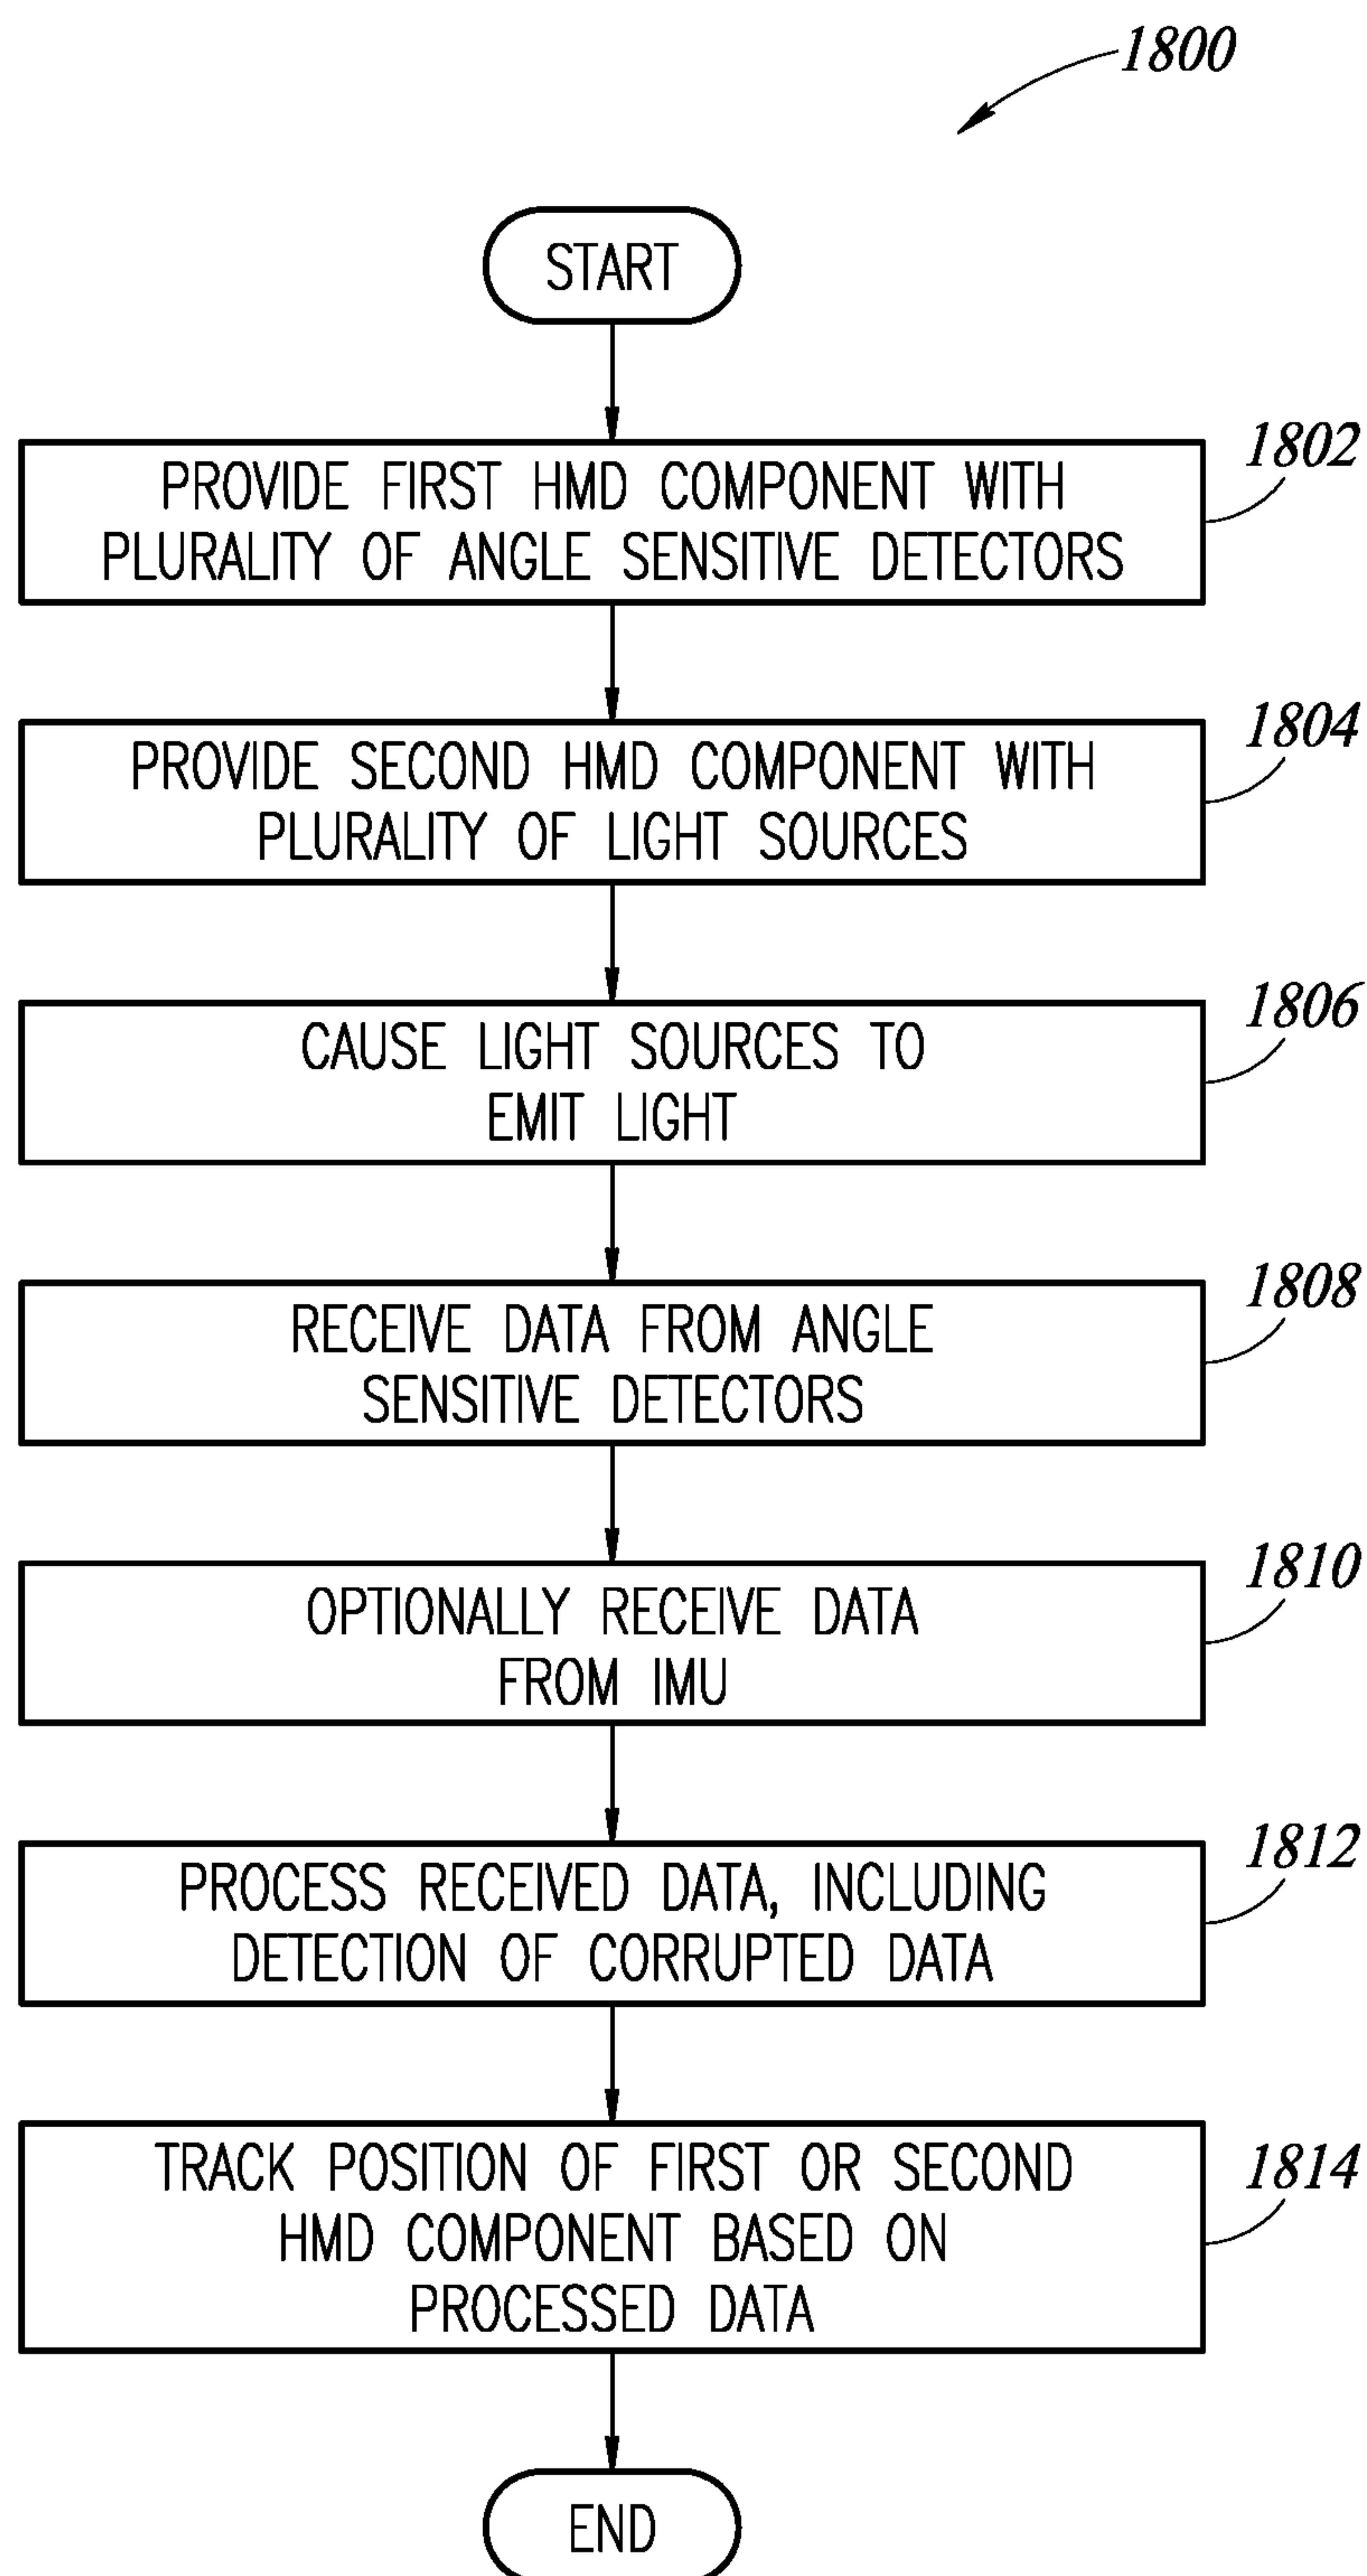 1800
START
1802
PROVIDE FIRST HMD COMPONENT WITH
PLURALITY OF ANGLE SENSITIVE DETECTORS
1804
PROVIDE SECOND HMD COMPONENT WITH
PLURALITY OF LIGHT SOURCES
1806
CAUSE LIGHT SOURCES TO
EMIT LIGHT
1808
RECEIVE DATA FROM ANGLE
SENSITIVE DETECTORS
1810
OPTIONALLY RECEIVE DATA
FROM IMU
1812
PROCESS RECEIVED DATA, INCLUDING
DETECTION OF CORRUPTED DATA
1814
TRACK POSITION OF FIRST OR SECOND
HMD COMPONENT BASED ON
PROCESSED DATA
END